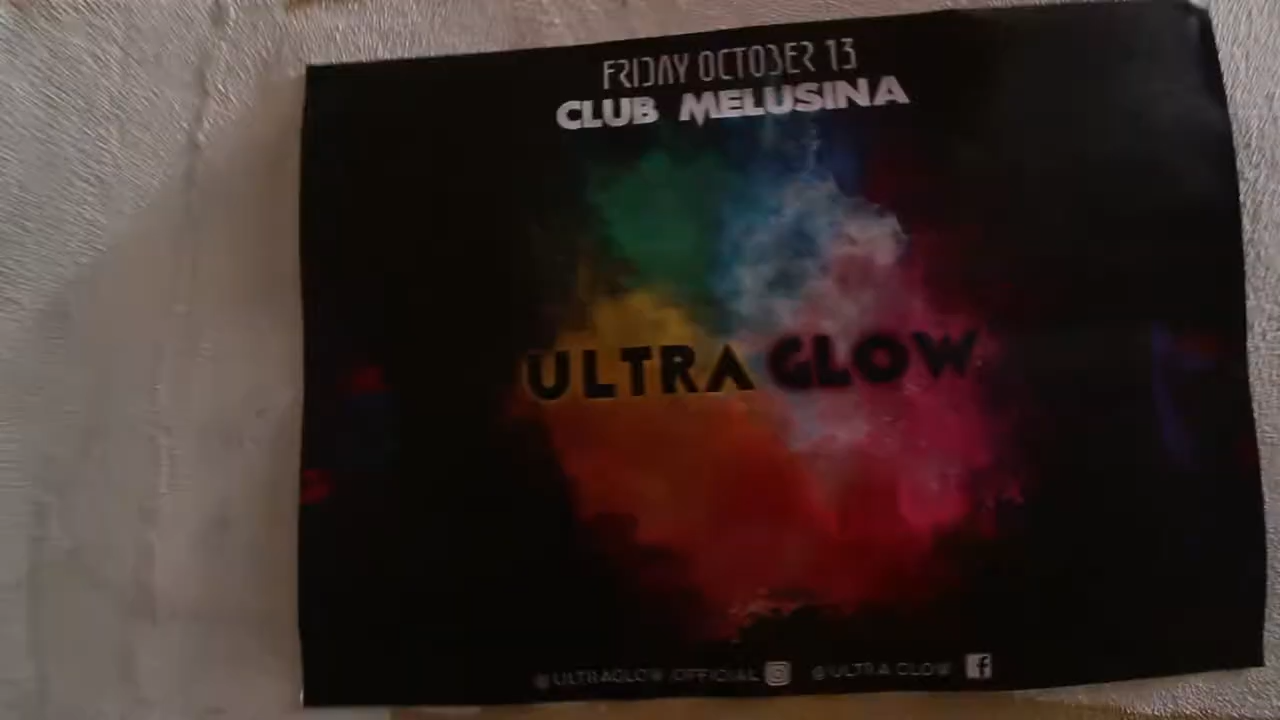 FRIDAY OCTOBER 13
CLUB MELUSINA
ULTRA GLOW
@ULTRAGLOW.OFFICIAL @ULTRA GLOW